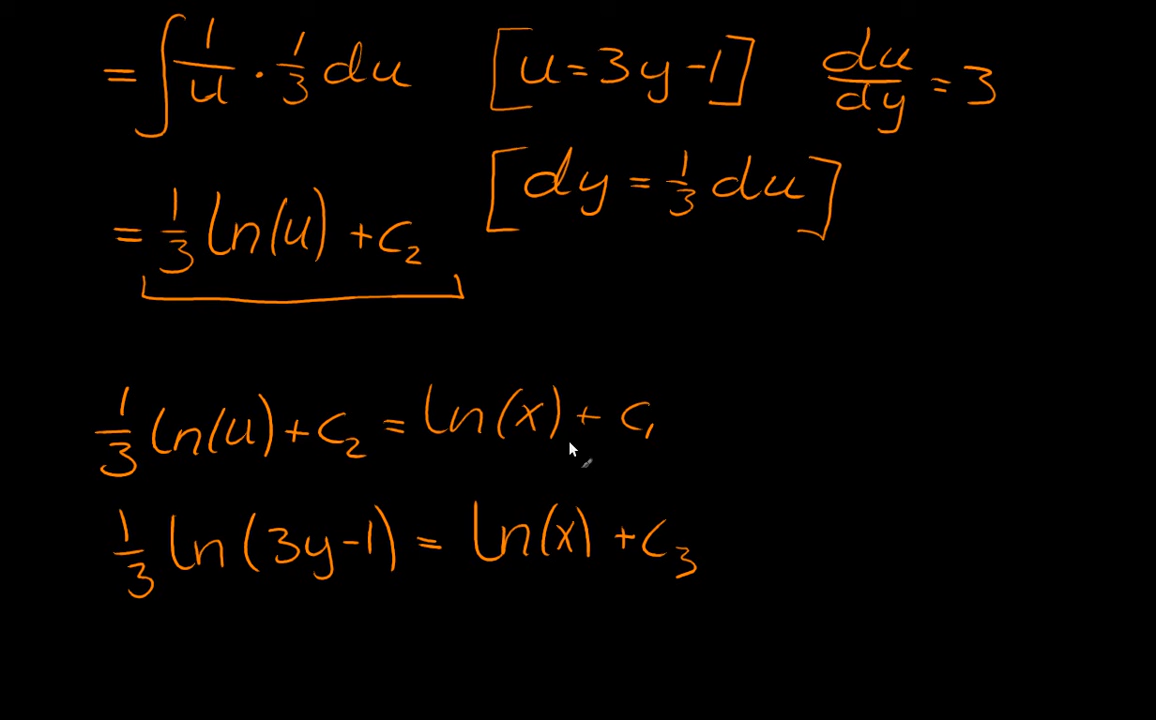 = ∫ 1/u · 1/3 du [u = 3y - 1] du/dy = 3
[dy = 1/3 du]
= 1/3 ln(u) + C₂
1/3 ln(u) + C₂ = ln(x) + C₁
1/3 ln(3y - 1) = ln(x) + C₃